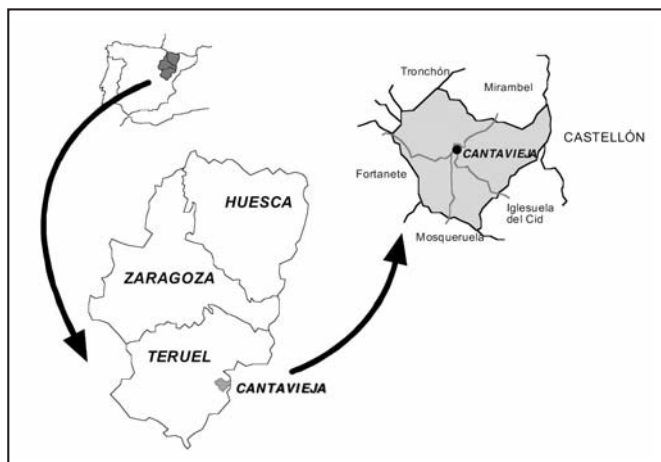 Tronchón
Mirambel
CASTELLÓN
CANTAVIEJA
Fortanete
Iglesuela
del Cid
Mosqueruela
HUESCA
ZARAGOZA
TERUEL
CANTAVIEJA